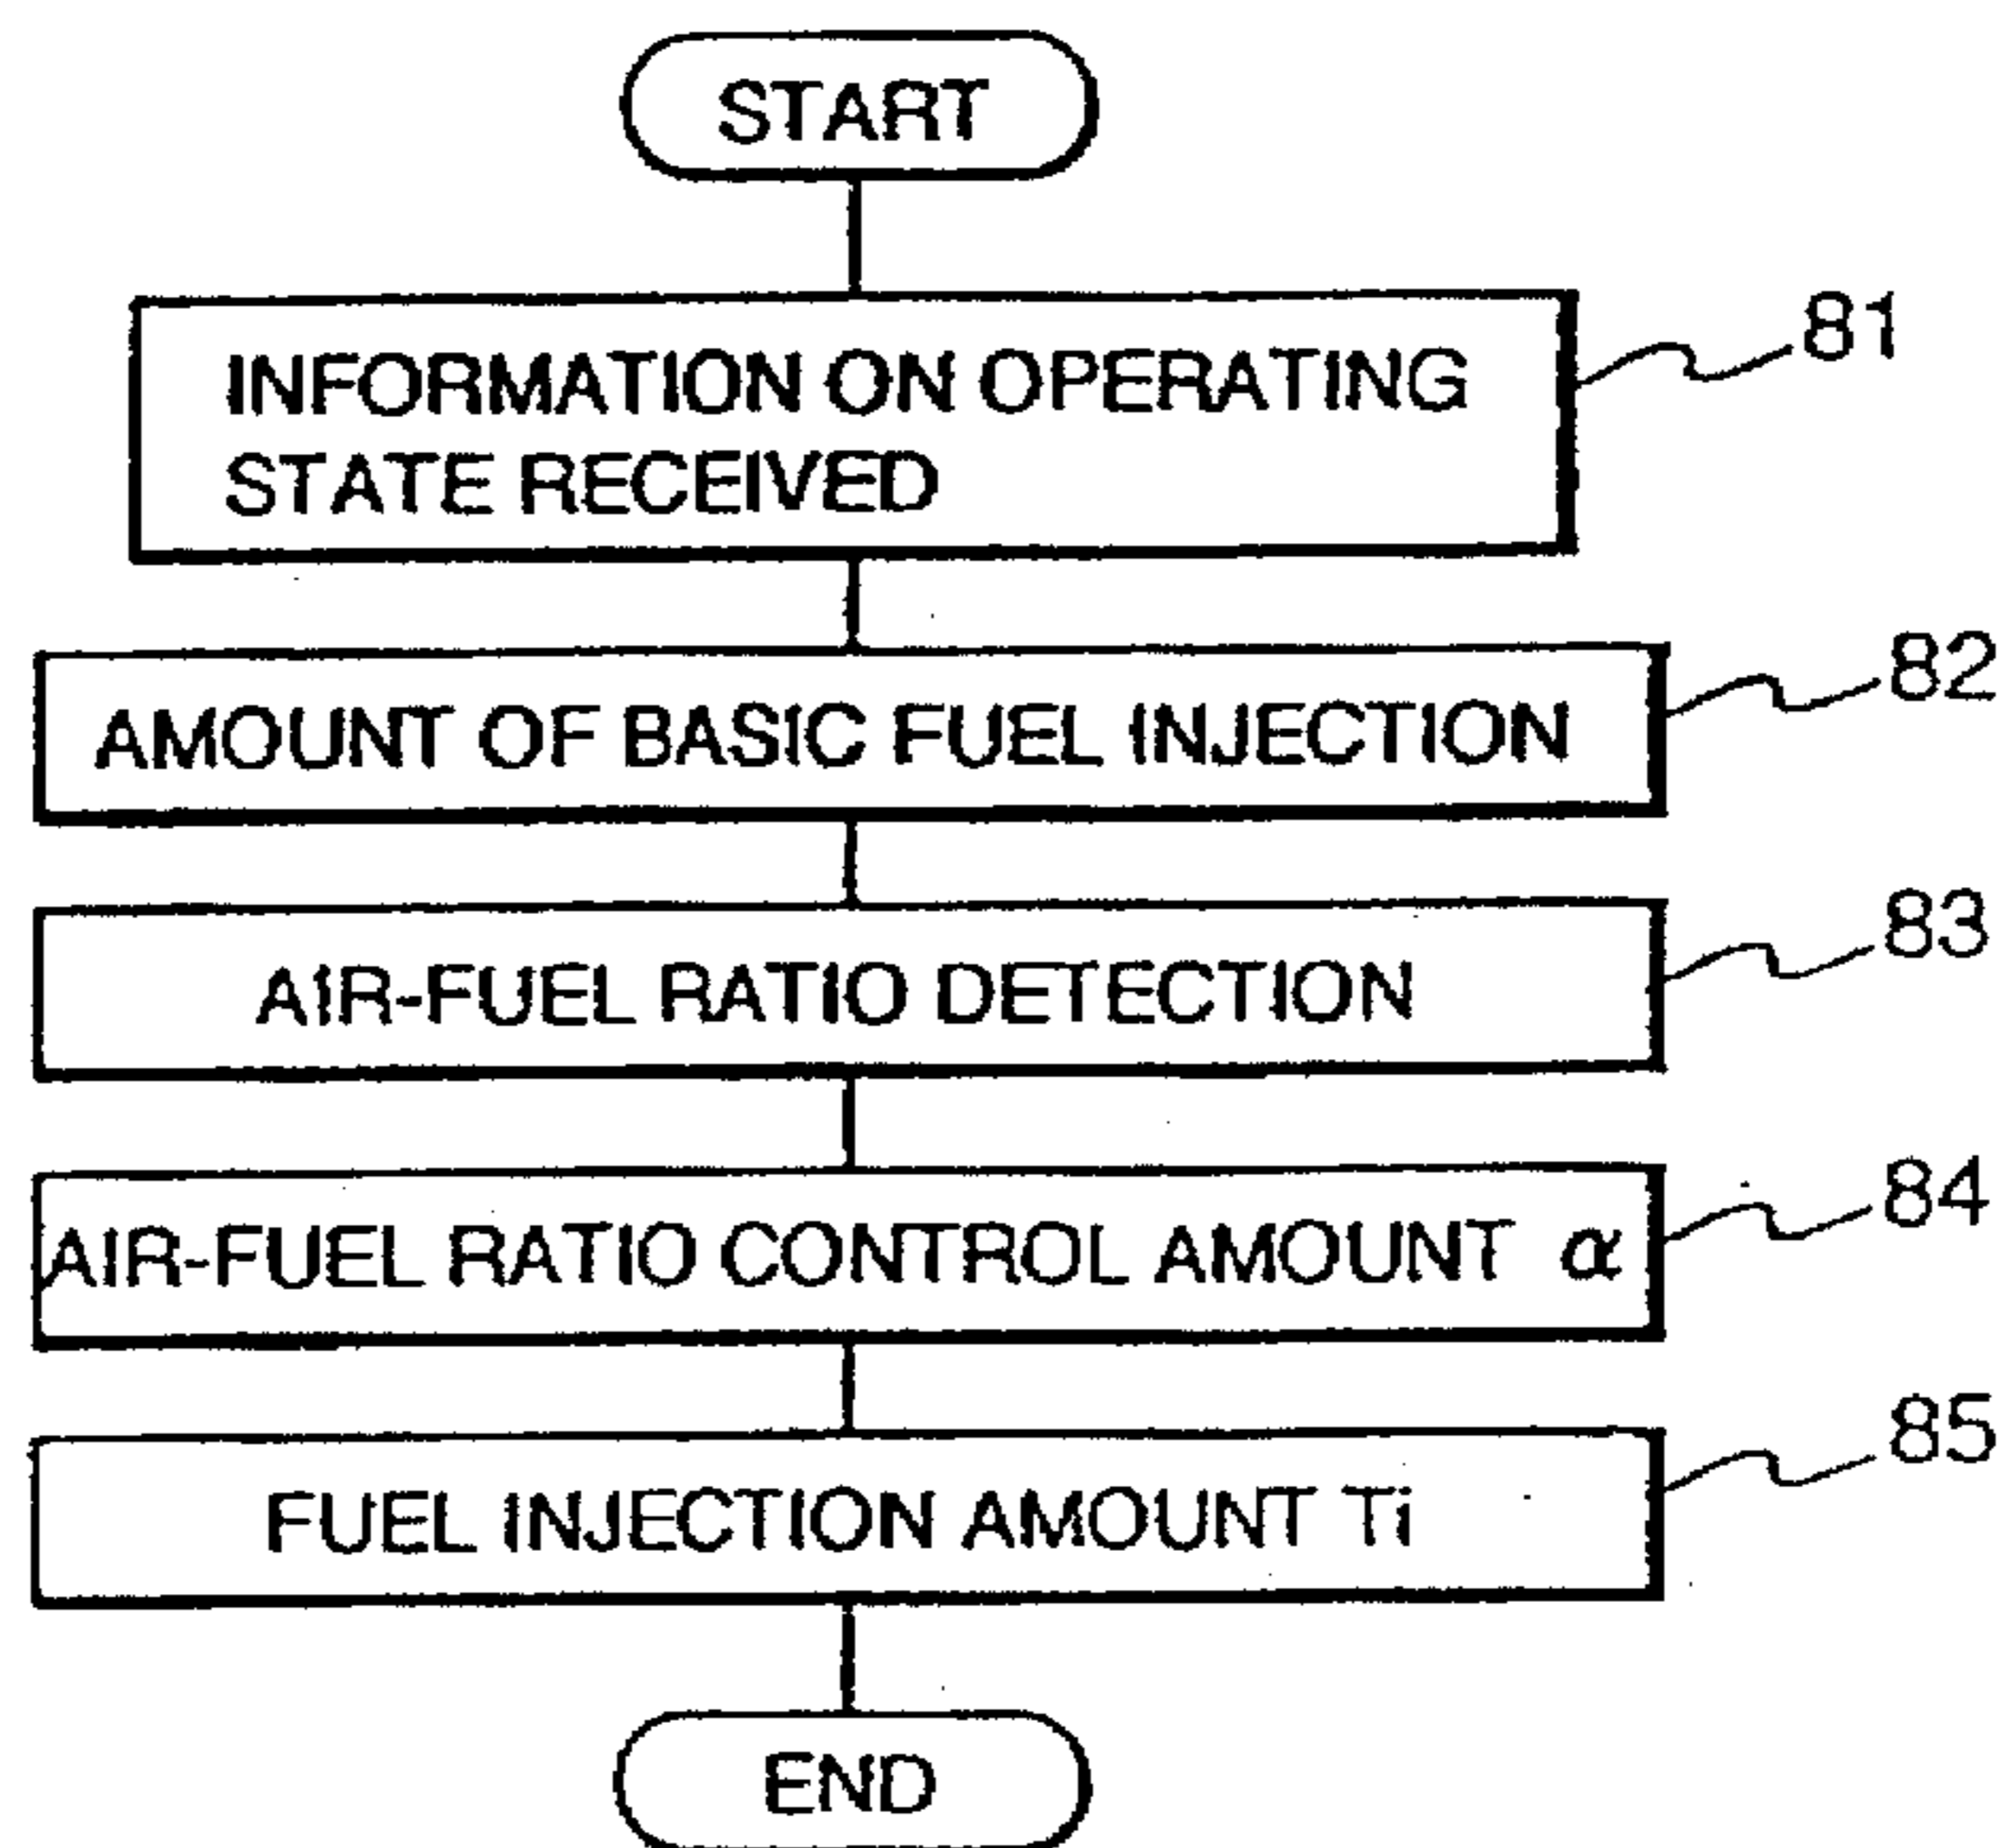 START
INFORMATION ON OPERATING
STATE RECEIVED
81
AMOUNT OF BASIC FUEL INJECTION
82
AIR-FUEL RATIO DETECTION
83
AIR-FUEL RATIO CONTROL AMOUNT α
84
FUEL INJECTION AMOUNT Ti
85
END